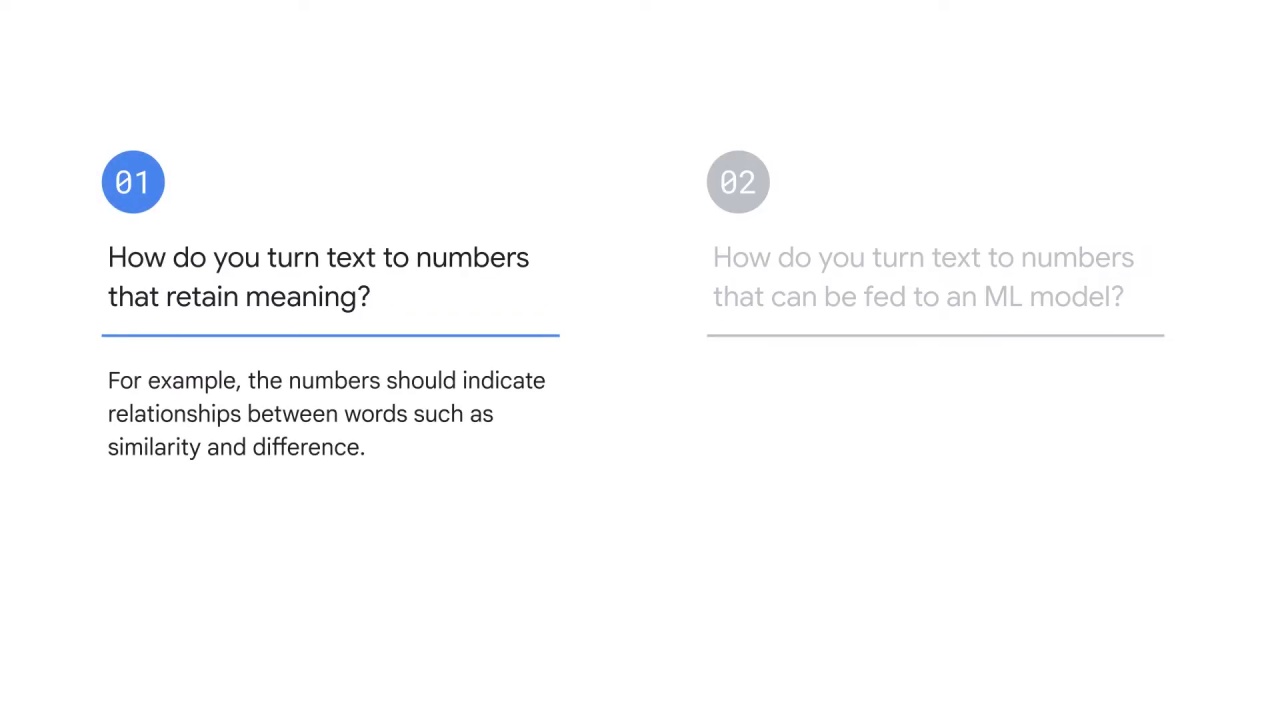 01
How do you turn text to numbers
that retain meaning?
For example, the numbers should indicate
relationships between words such as
similarity and difference.
02
How do you turn text to numbers
that can be fed to an ML model?